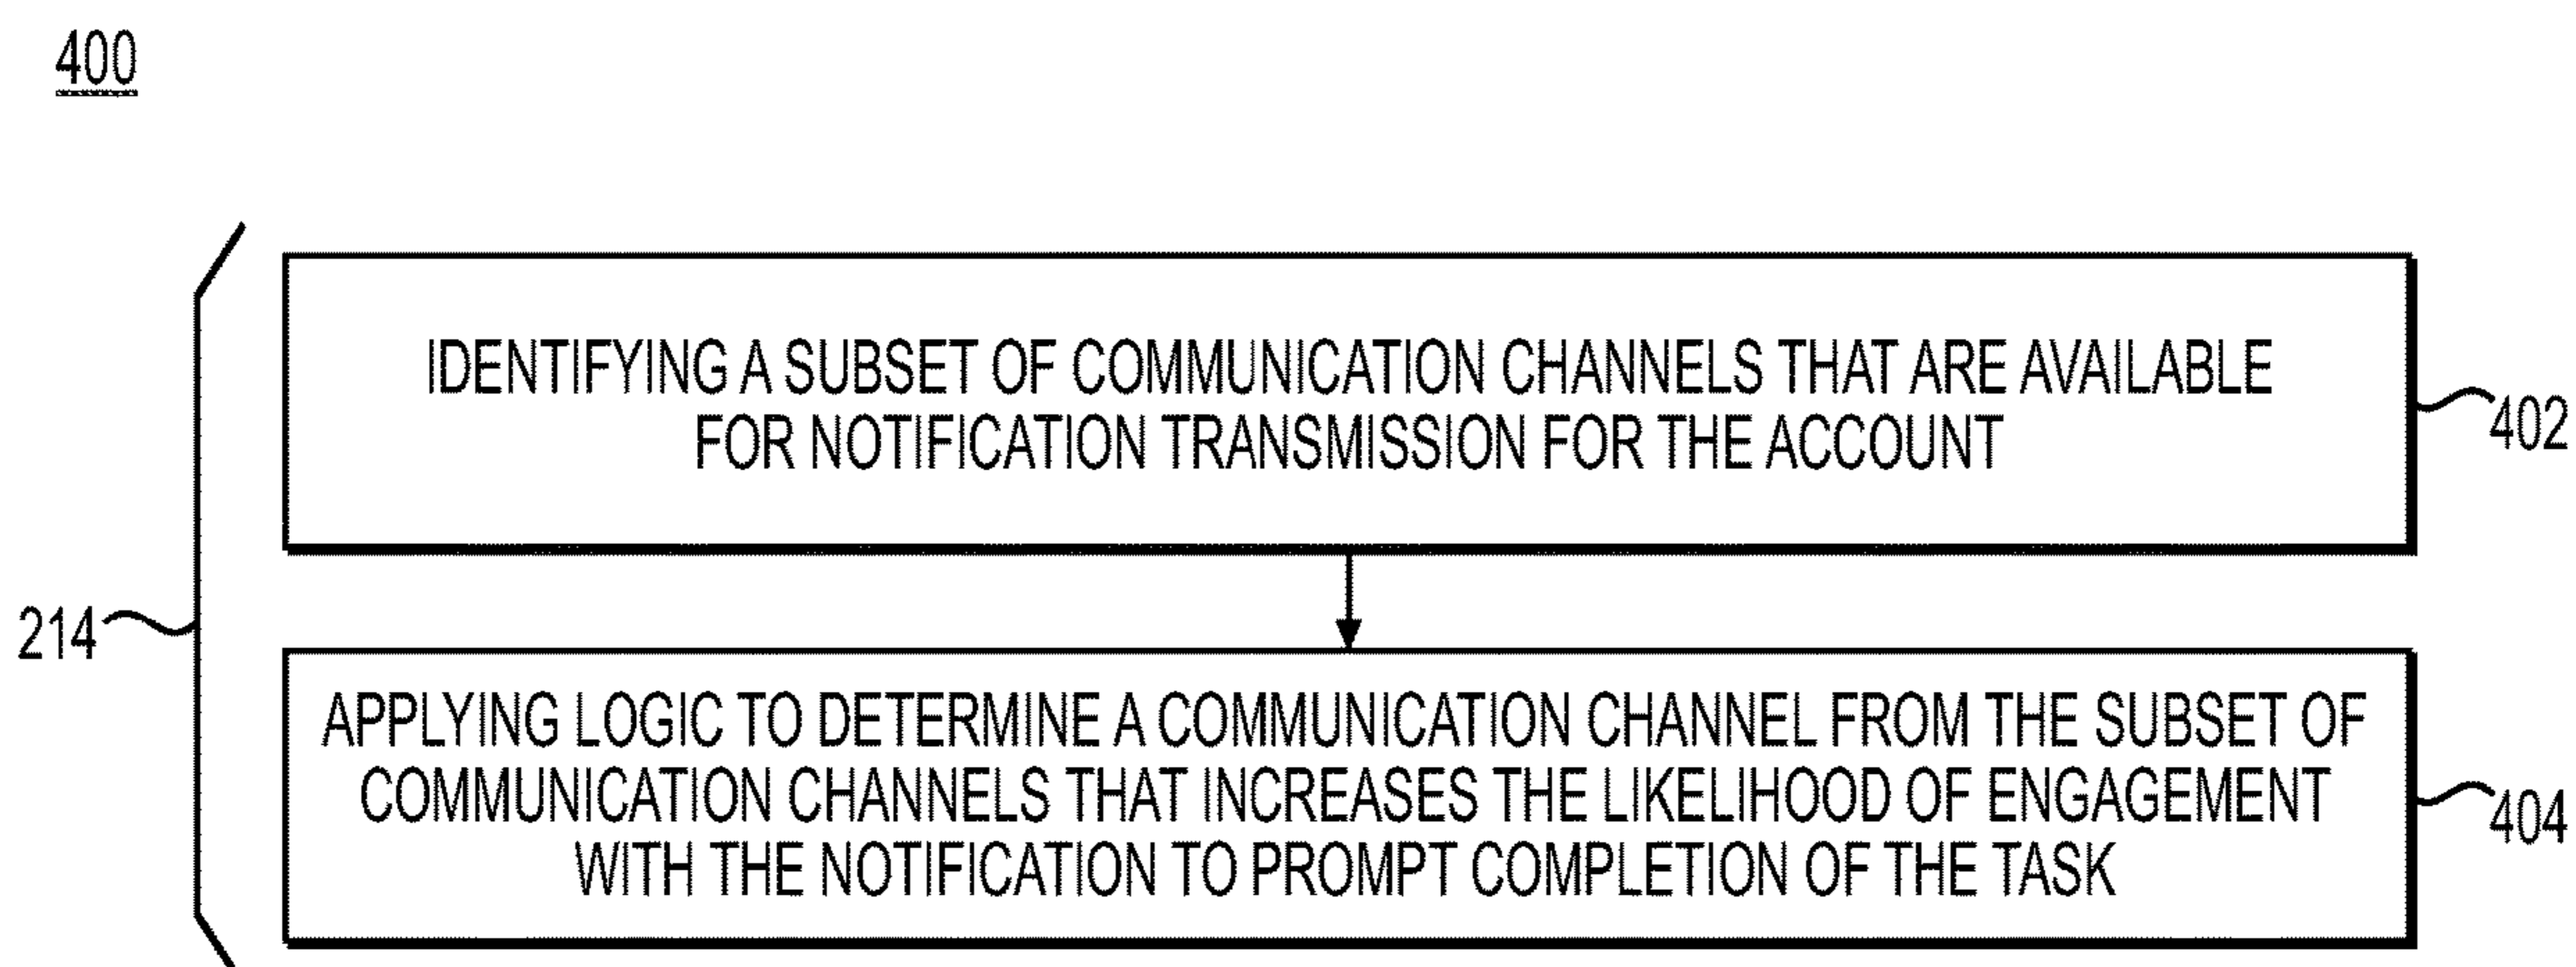 400
IDENTIFYING A SUBSET OF COMMUNICATION CHANNELS THAT ARE AVAILABLE
FOR NOTIFICATION TRANSMISSION FOR THE ACCOUNT
402
214
APPLYING LOGIC TO DETERMINE A COMMUNICATION CHANNEL FROM THE SUBSET OF
COMMUNICATION CHANNELS THAT INCREASES THE LIKELIHOOD OF ENGAGEMENT
WITH THE NOTIFICATION TO PROMPT COMPLETION OF THE TASK
404